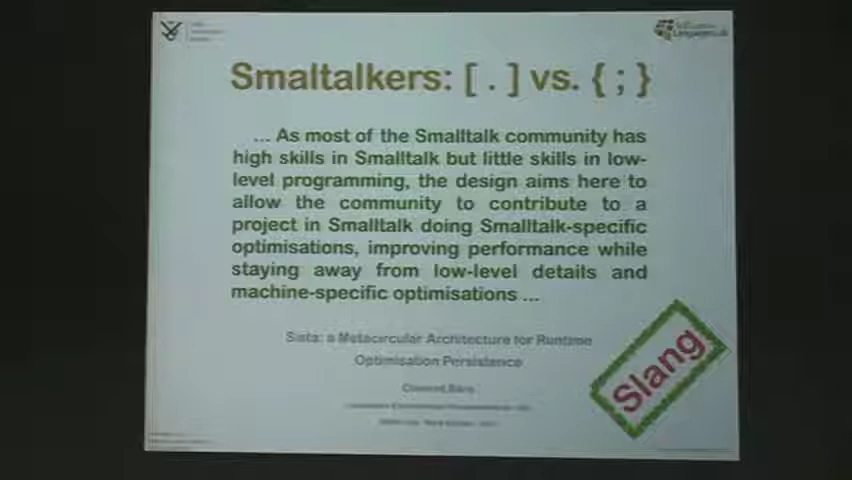 Smaltalkers: [ . ] vs. { ; }
... As most of the Smalltalk community has
high skills in Smalltalk but little skills in low-
level programming, the design aims here to
allow the community to contribute to a
project in Smalltalk doing Smalltalk-specific
optimisations, improving performance while
staying away from low-level details and
machine-specific optimisations ...
Sista: a Metacircular Architecture for Runtime
Optimisation Persistence
Slang